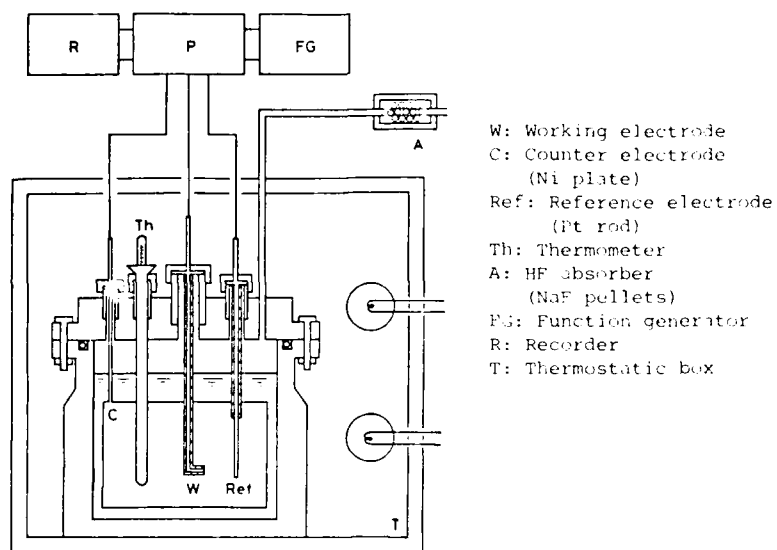 R P FG
A
W: Working electrode
C: Counter electrode
(Ni plate)
Ref: Reference electrode
(Pt rod)
Th: Thermometer
A: HF absorber
(NaF pellets)
FG: Function generator
R: Recorder
T: Thermostatic box
Th
C
W Ref
T